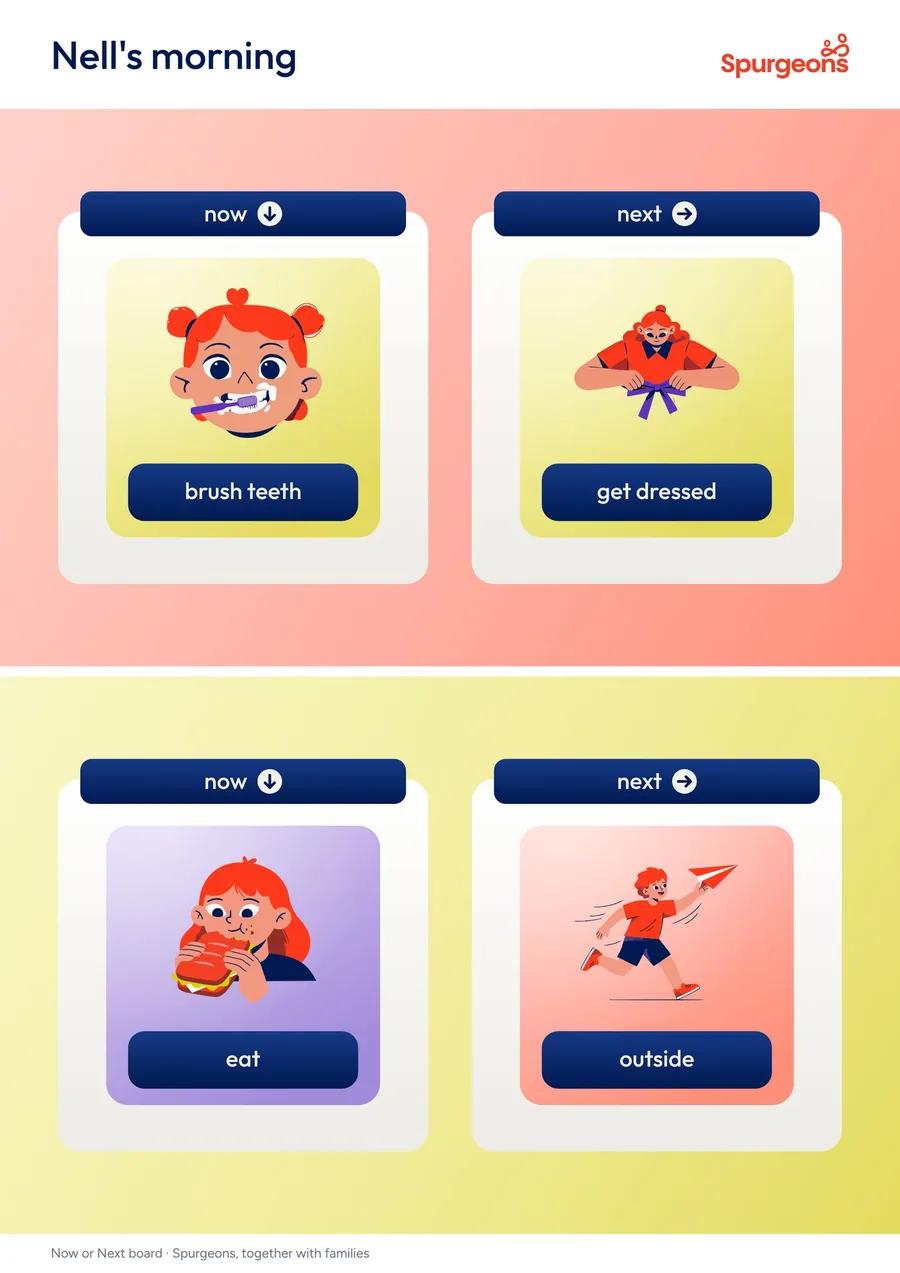 Nell's morning
Spurgeons
now
next
brush teeth
get dressed
now
next
eat
outside
Now or Next board · Spurgeons, together with families